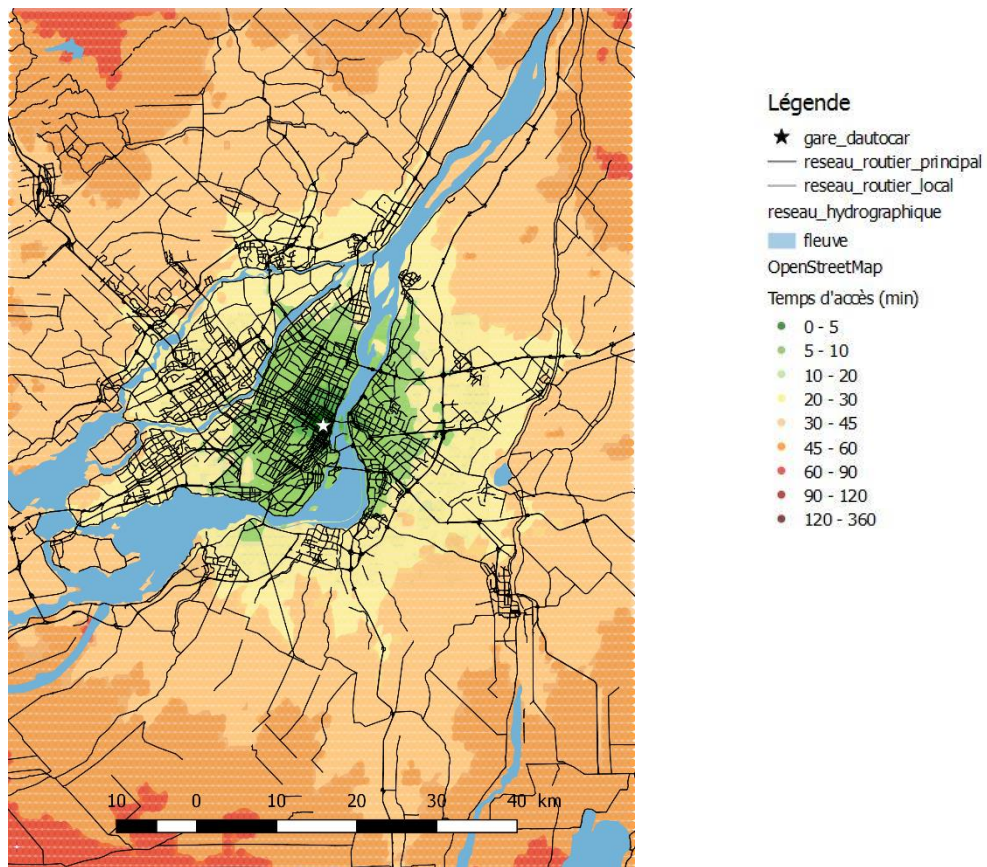 Légende
gare_dautocar
reseau_routier_principal
reseau_routier_local
reseau_hydrographique
fleuve
OpenStreetMap
Temps d'accès (min)
0 - 5
5 - 10
10 - 20
20 - 30
30 - 45
45 - 60
60 - 90
90 - 120
120 - 360
10 0 10 20 30 40 km